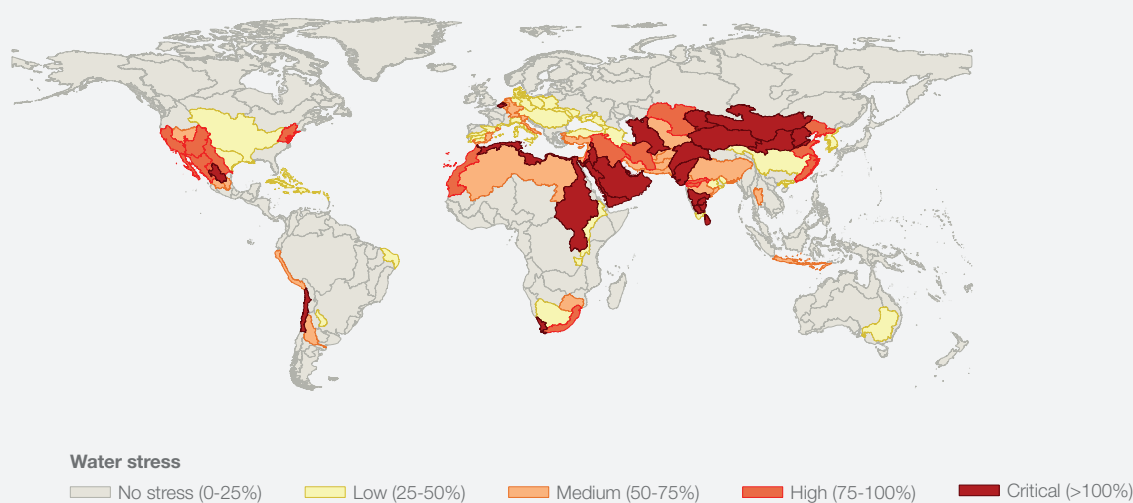 Water stress
No stress (0-25%) Low (25-50%) Medium (50-75%) High (75-100%) Critical (>100%)